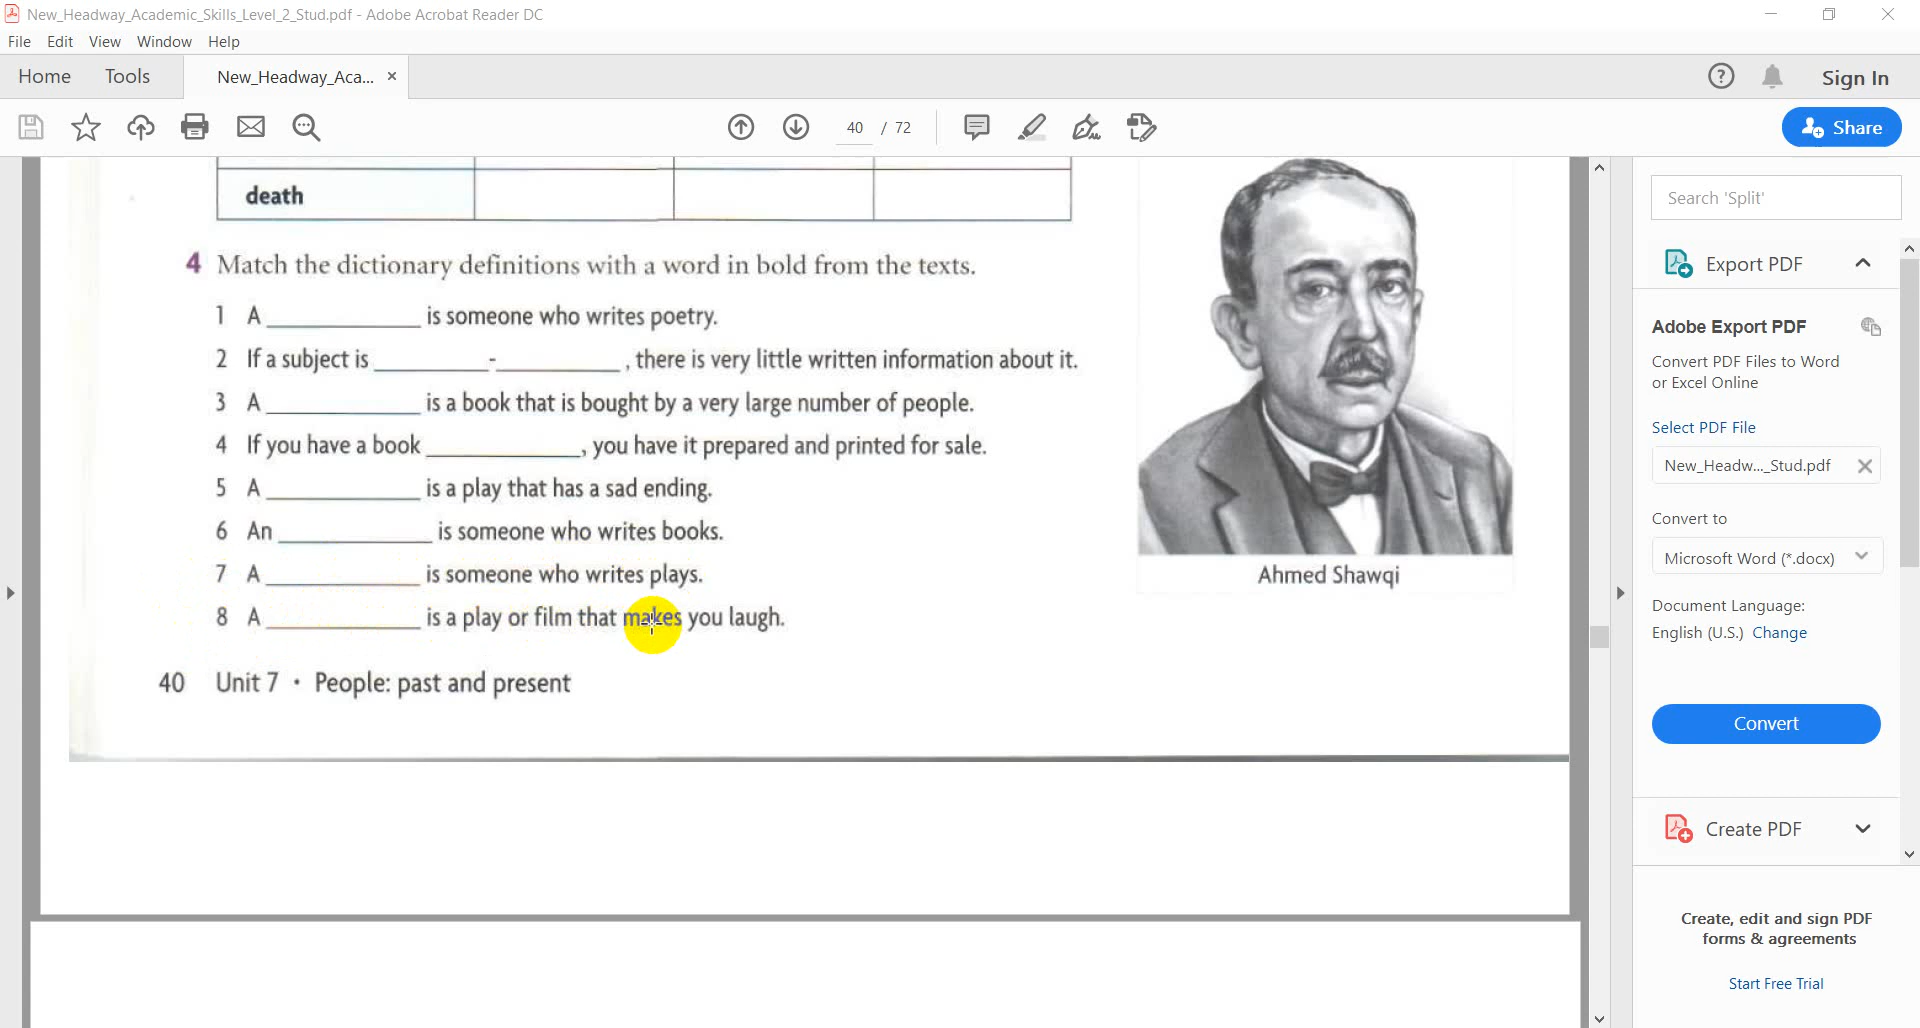 New_Headway_Academic_Skills_Level_2_Stud.pdf - Adobe Acrobat Reader DC
File Edit View Window Help
Home Tools New_Headway_Aca... × ? Sign In
40 / 72 Share
death
4 Match the dictionary definitions with a word in bold from the texts.
1 A ____________ is someone who writes poetry.
2 If a subject is _________-__________, there is very little written information about it.
3 A ____________ is a book that is bought by a very large number of people.
4 If you have a book ____________, you have it prepared and printed for sale.
5 A ____________ is a play that has a sad ending.
6 An ____________ is someone who writes books.
7 A ____________ is someone who writes plays.
8 A ____________ is a play or film that makes you laugh.
Ahmed Shawqi
40 Unit 7 • People: past and present
Search 'Split'
Export PDF
Adobe Export PDF
Convert PDF Files to Word
or Excel Online
Select PDF File
New_Headw..._Stud.pdf
Convert to
Microsoft Word (*.docx)
Document Language:
English (U.S.) Change
Convert
Create PDF
Create, edit and sign PDF
forms & agreements
Start Free Trial